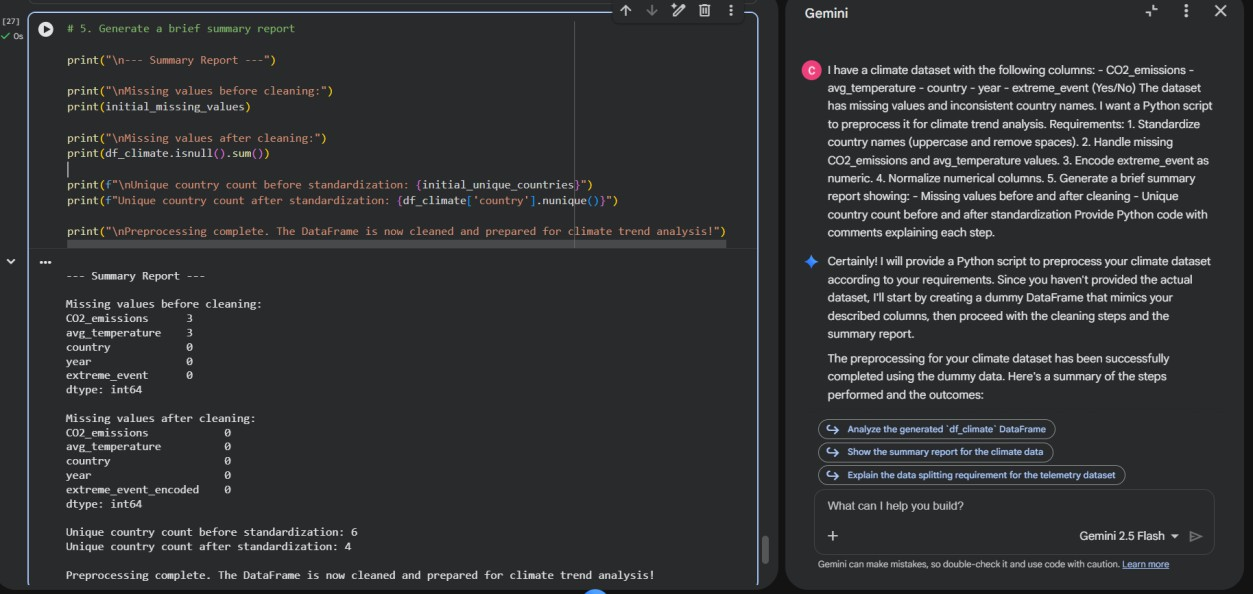 [27]
0s
# 5. Generate a brief summary report
print("\n--- Summary Report ---")
print("\nMissing values before cleaning:")
print(initial_missing_values)
print("\nMissing values after cleaning:")
print(df_climate.isnull().sum())
print(f"\nUnique country count before standardization: {initial_unique_countries}")
print(f"Unique country count after standardization: {df_climate['country'].nunique()}")
print("\nPreprocessing complete. The DataFrame is now cleaned and prepared for climate trend analysis!")
--- Summary Report ---
Missing values before cleaning:
CO2_emissions 3
avg_temperature 3
country 0
year 0
extreme_event 0
dtype: int64
Missing values after cleaning:
CO2_emissions 0
avg_temperature 0
country 0
year 0
extreme_event_encoded 0
dtype: int64
Unique country count before standardization: 6
Unique country count after standardization: 4
Preprocessing complete. The DataFrame is now cleaned and prepared for climate trend analysis!
Gemini
C
I have a climate dataset with the following columns: - CO2_emissions -
avg_temperature - country - year - extreme_event (Yes/No) The dataset
has missing values and inconsistent country names. I want a Python script
to preprocess it for climate trend analysis. Requirements: 1. Standardize
country names (uppercase and remove spaces). 2. Handle missing
CO2_emissions and avg_temperature values. 3. Encode extreme_event as
numeric. 4. Normalize numerical columns. 5. Generate a brief summary
report showing: - Missing values before and after cleaning - Unique
country count before and after standardization Provide Python code with
comments explaining each step.
Certainly! I will provide a Python script to preprocess your climate dataset
according to your requirements. Since you haven't provided the actual
dataset, I'll start by creating a dummy DataFrame that mimics your
described columns, then proceed with the cleaning steps and the
summary report.
The preprocessing for your climate dataset has been successfully
completed using the dummy data. Here's a summary of the steps
performed and the outcomes:
Analyze the generated `df_climate` DataFrame
Show the summary report for the climate data
Explain the data splitting requirement for the telemetry dataset
What can I help you build?
Gemini 2.5 Flash
Gemini can make mistakes, so double-check it and use code with caution. Learn more